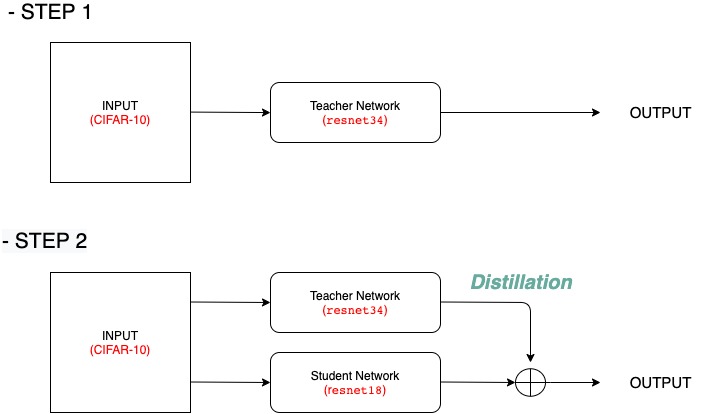 - STEP 1
INPUT
(CIFAR-10)
Teacher Network
(resnet34)
OUTPUT
- STEP 2
Distillation
Teacher Network
(resnet34)
INPUT
(CIFAR-10)
Student Network
(resnet18)
OUTPUT